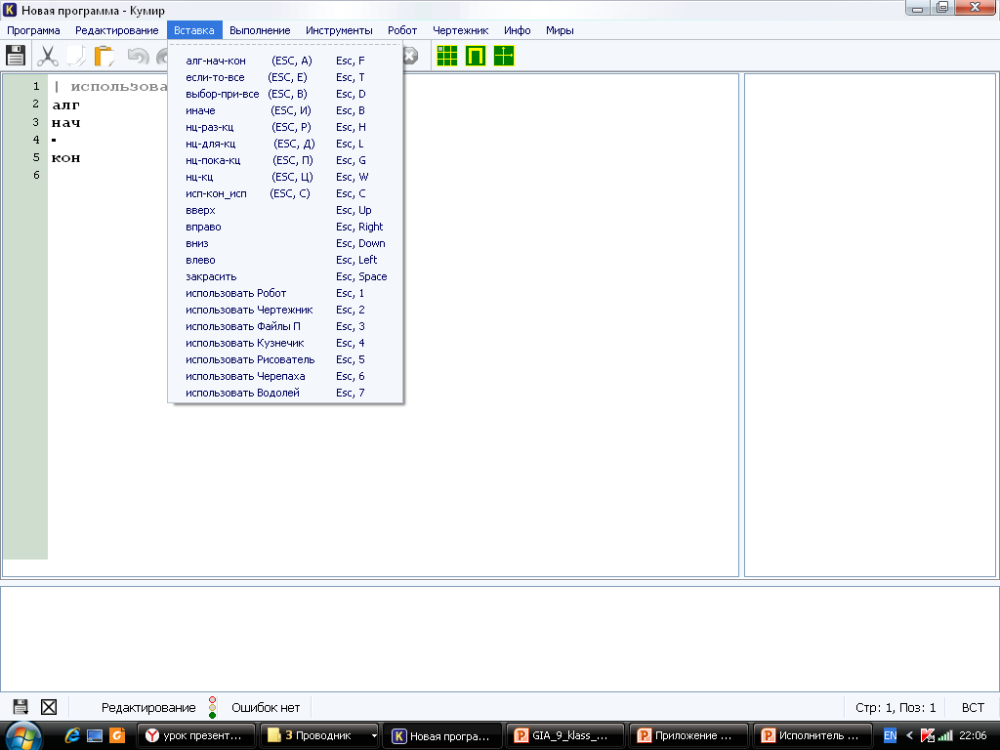 Новая программа - Кумир
Программа Редактирование Вставка Выполнение Инструменты Робот Чертежник Инфо Миры
1 | использова
2 алг
3 нач
4
5 кон
6
алг-нач-кон (ESC, А) Esc, F
если-то-все (ESC, Е) Esc, T
выбор-при-все (ESC, В) Esc, D
иначе (ESC, И) Esc, B
нц-раз-кц (ESC, Р) Esc, H
нц-для-кц (ESC, Д) Esc, L
нц-пока-кц (ESC, П) Esc, G
нц-кц (ESC, Ц) Esc, W
исп-кон_исп (ESC, С) Esc, C
вверх Esc, Up
вправо Esc, Right
вниз Esc, Down
влево Esc, Left
закрасить Esc, Space
использовать Робот Esc, 1
использовать Чертежник Esc, 2
использовать Файлы П Esc, 3
использовать Кузнечик Esc, 4
использовать Рисователь Esc, 5
использовать Черепаха Esc, 6
использовать Водолей Esc, 7
Редактирование Ошибок нет Стр: 1, Поз: 1 ВСТ
урок презент... 3 Проводник Новая програ... GIA_9_klass_... Приложение ... Исполнитель ... EN < 22:06